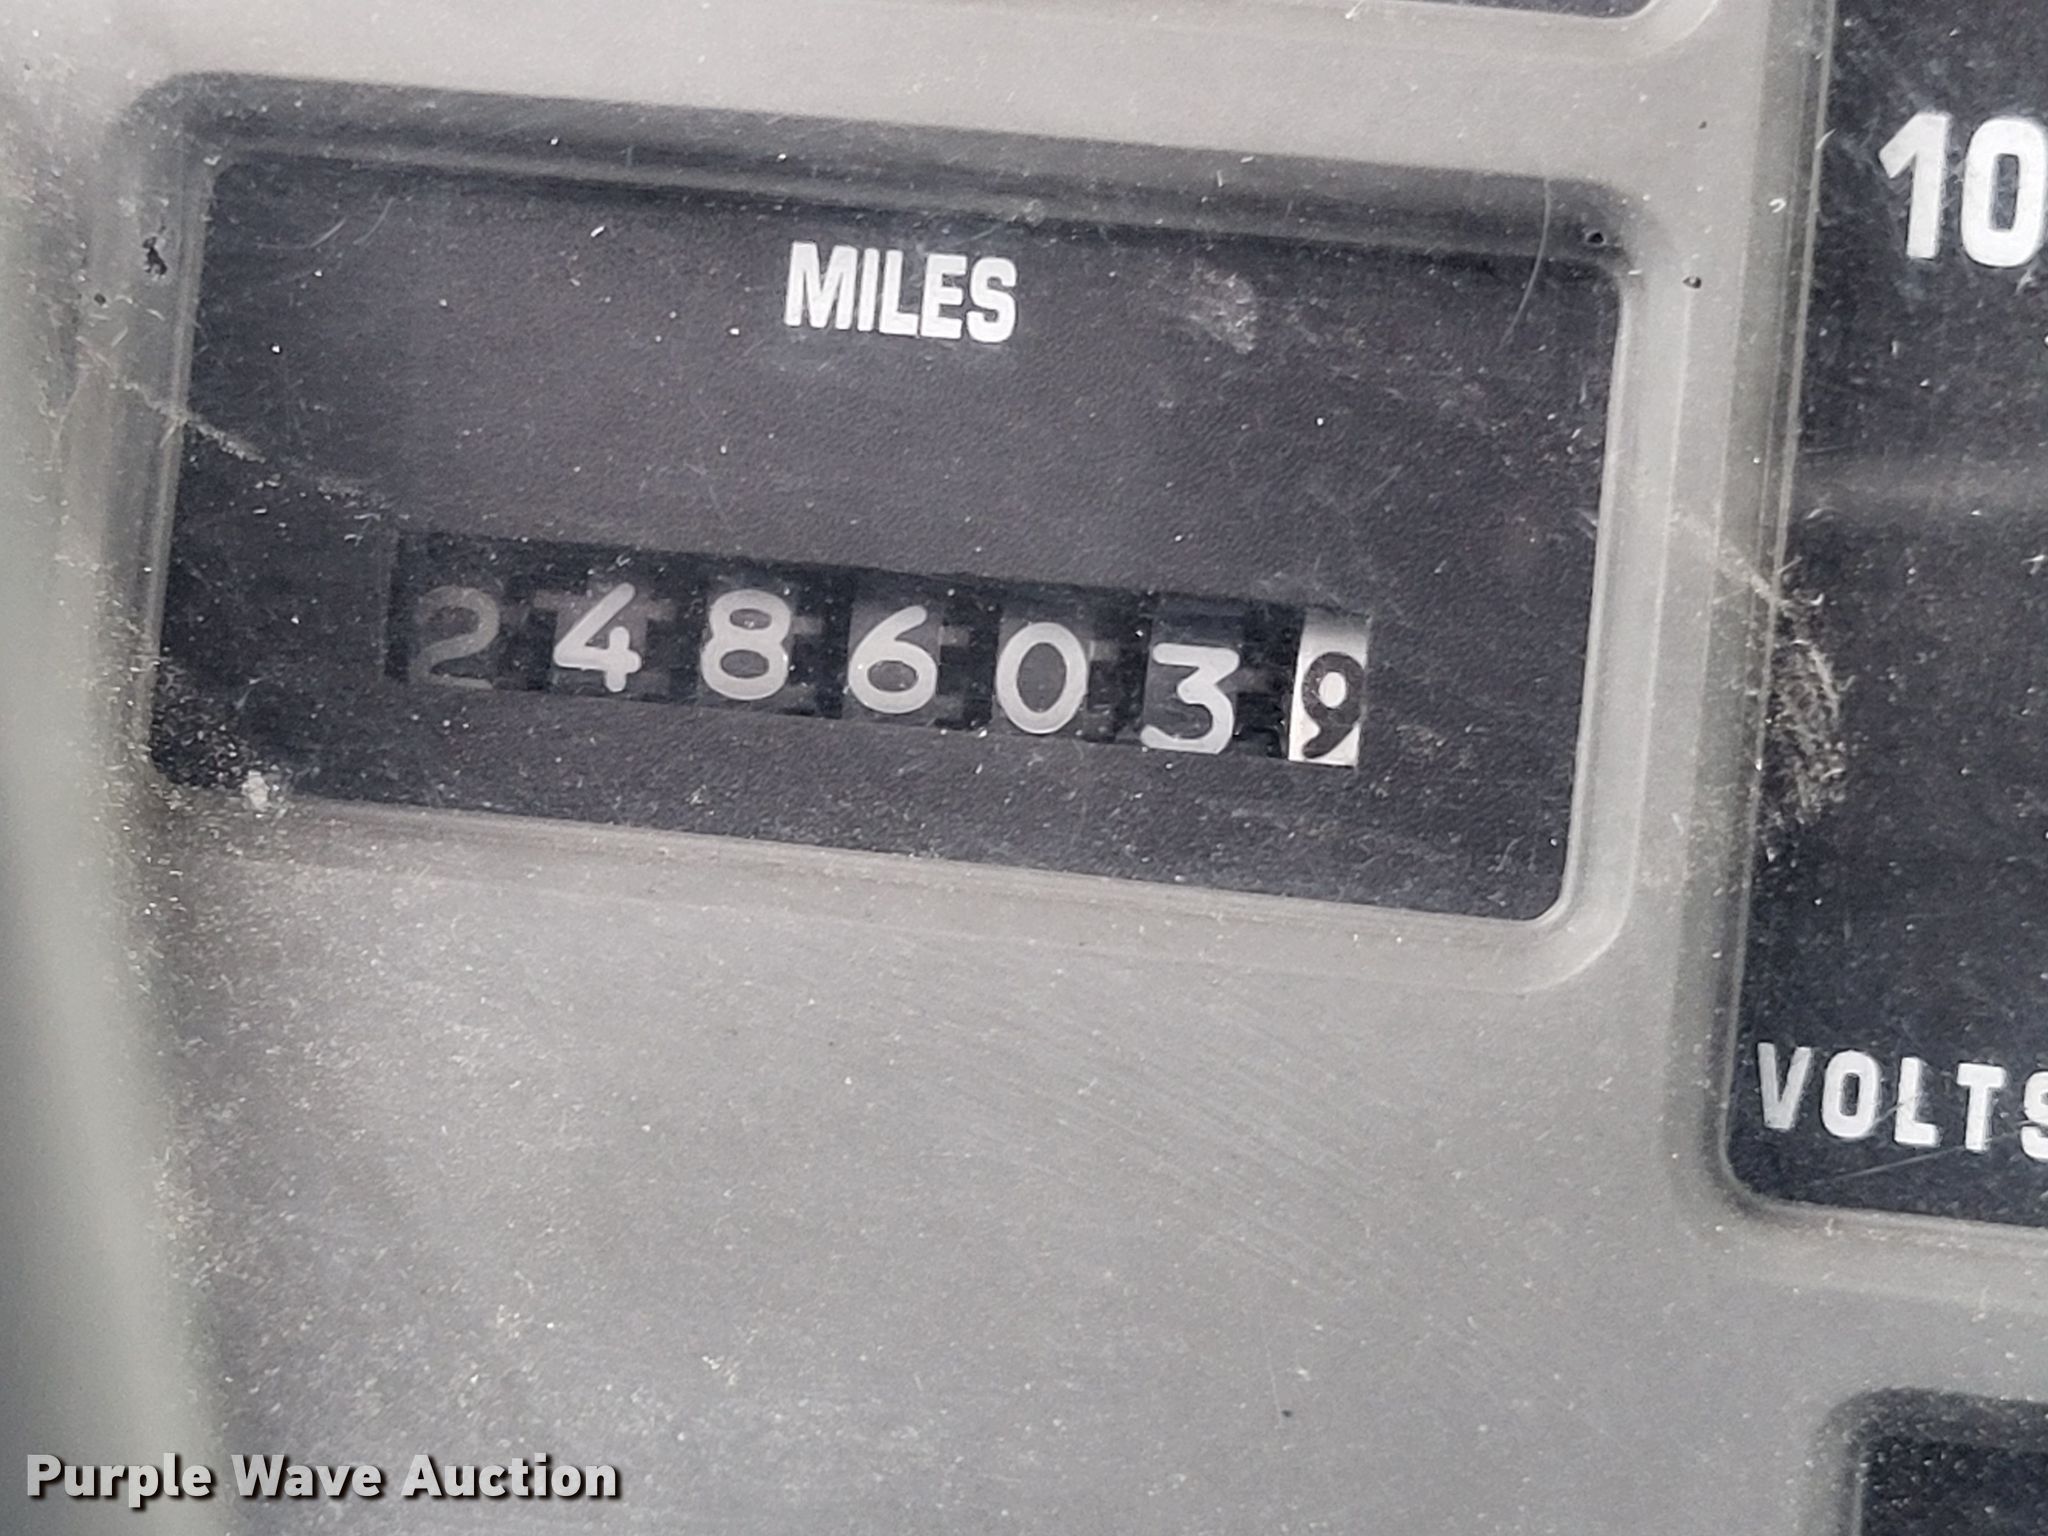 10
MILES
2486039
VOLTS
Purple Wave Auction